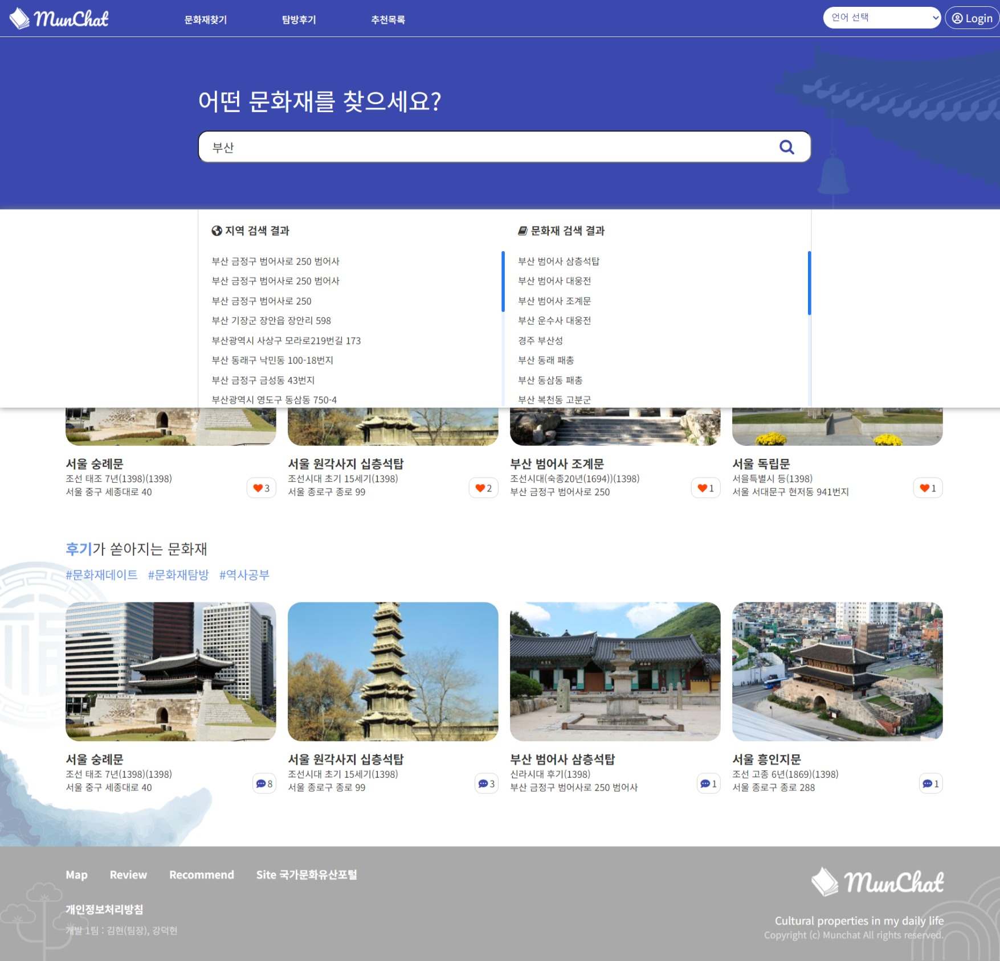 MunChat
문화재찾기
탐방후기
추천목록
언어 선택
Login
어떤 문화재를 찾으세요?
부산
지역 검색 결과
부산 금정구 범어사로 250 범어사
부산 금정구 범어사로 250 범어사
부산 금정구 범어사로 250
부산 기장군 장안읍 장안리 598
부산광역시 사상구 모라로219번길 173
부산 동래구 낙민동 100-18번지
부산 금정구 금성동 43번지
부산광역시 영도구 동삼동 750-4
문화재 검색 결과
부산 범어사 삼층석탑
부산 범어사 대웅전
부산 범어사 조계문
부산 운수사 대웅전
경주 부산성
부산 동래 패총
부산 동삼동 패총
부산 복천동 고분군
서울 숭례문
조선 태조 7년(1398)(1398)
서울 중구 세종대로 40
3
서울 원각사지 십층석탑
조선시대 초기 15세기(1398)
서울 종로구 종로 99
2
부산 범어사 조계문
조선시대(숙종20년(1694))(1398)
부산 금정구 범어사로 250
1
서울 독립문
서을특별시 등(1398)
서울 서대문구 현저동 941번지
1
후기가 쏟아지는 문화재
#문화재데이트 #문화재탐방 #역사공부
福
서울 숭례문
조선 태조 7년(1398)(1398)
서울 중구 세종대로 40
8
서울 원각사지 십층석탑
조선시대 초기 15세기(1398)
서울 종로구 종로 99
3
부산 범어사 삼층석탑
신라시대 후기(1398)
부산 금정구 범어사로 250 범어사
1
서울 흥인지문
조선 고종 6년(1869)(1398)
서울 종로구 종로 288
1
Map
Review
Recommend
Site 국가문화유산포털
개인정보처리방침
개발 1팀 : 김현(팀장), 강덕현
MunChat
Cultural properties in my daily life
Copyright (c) Munchat All rights reserved.